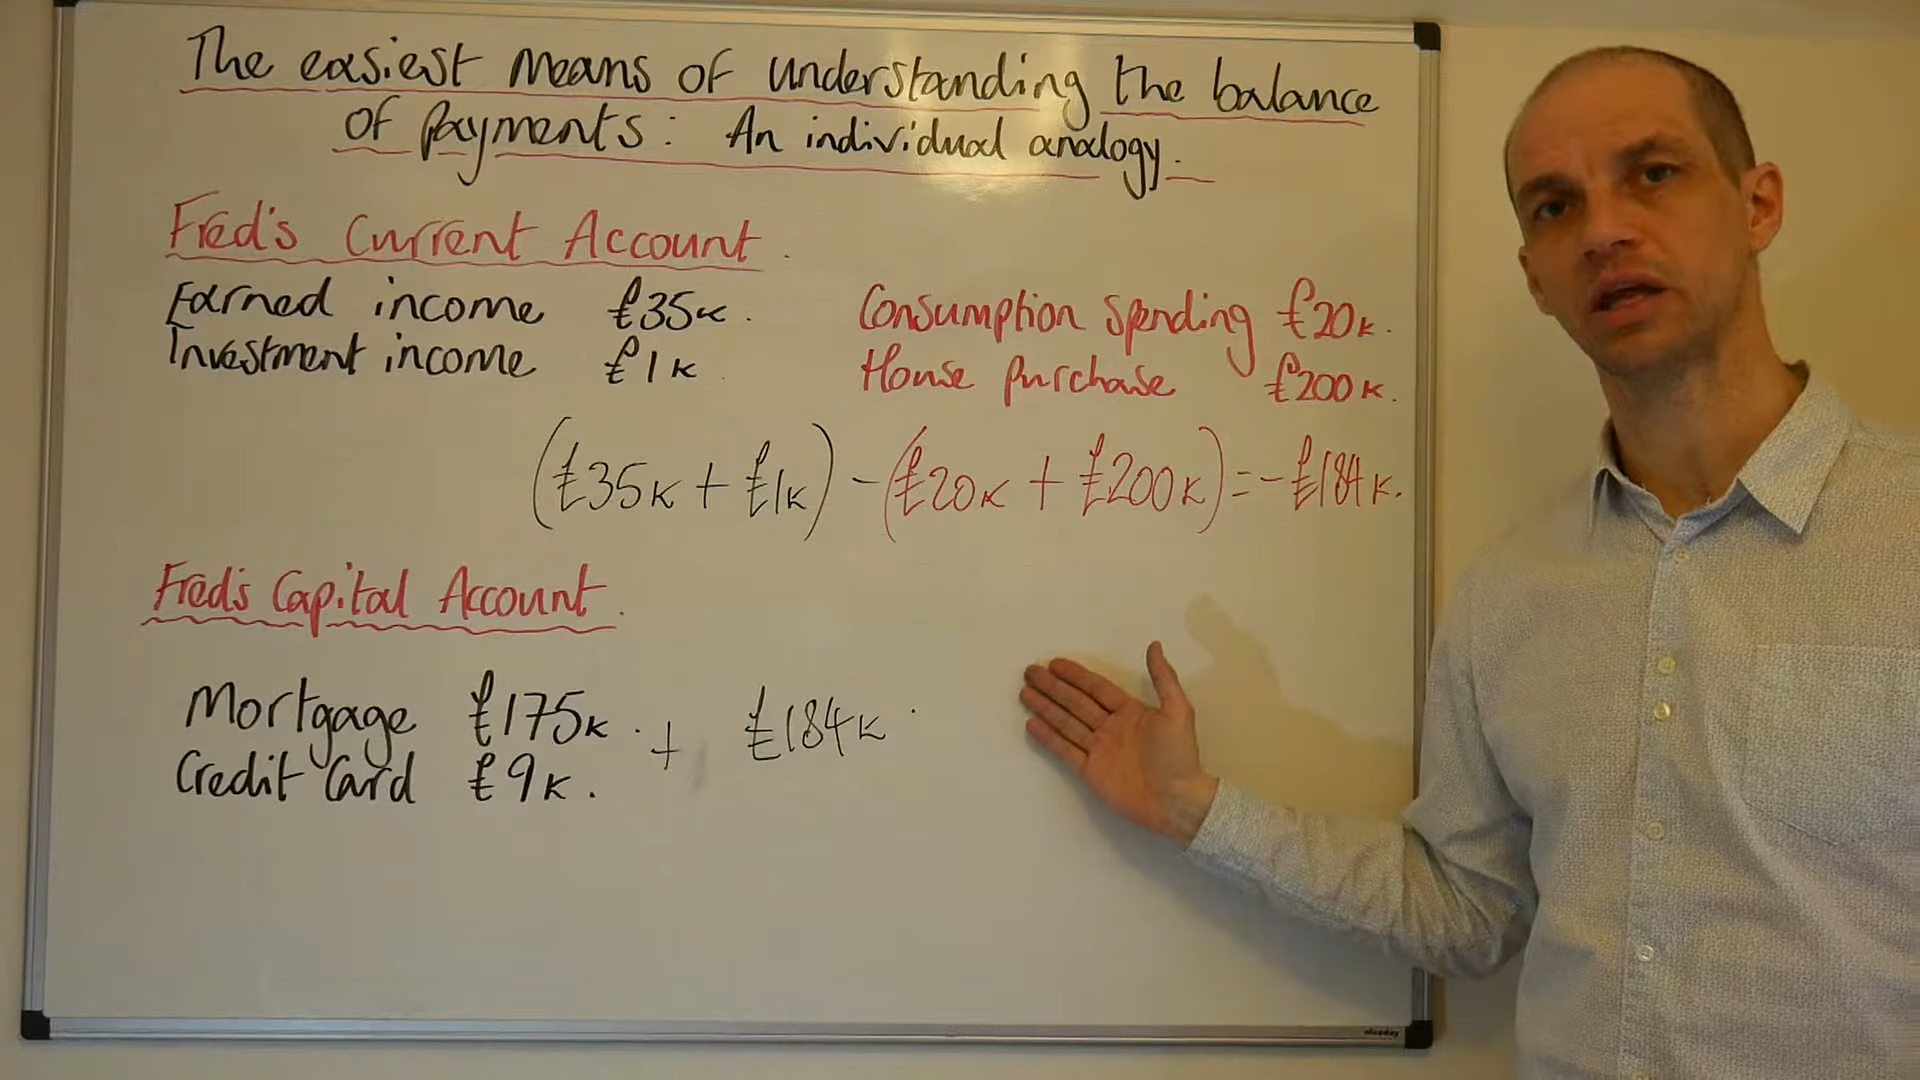 The easiest means of understanding the balance
of payments: An individual analogy.
Fred's Current Account.
Earned income £35K.
Investment income £1K
Consumption spending £20K.
House purchase £200K.
(£35K + £1K) - (£20K + £200K) = - £184K.
Fred's Capital Account.
Mortgage £175K.
Credit Card £9K.
+ £184K